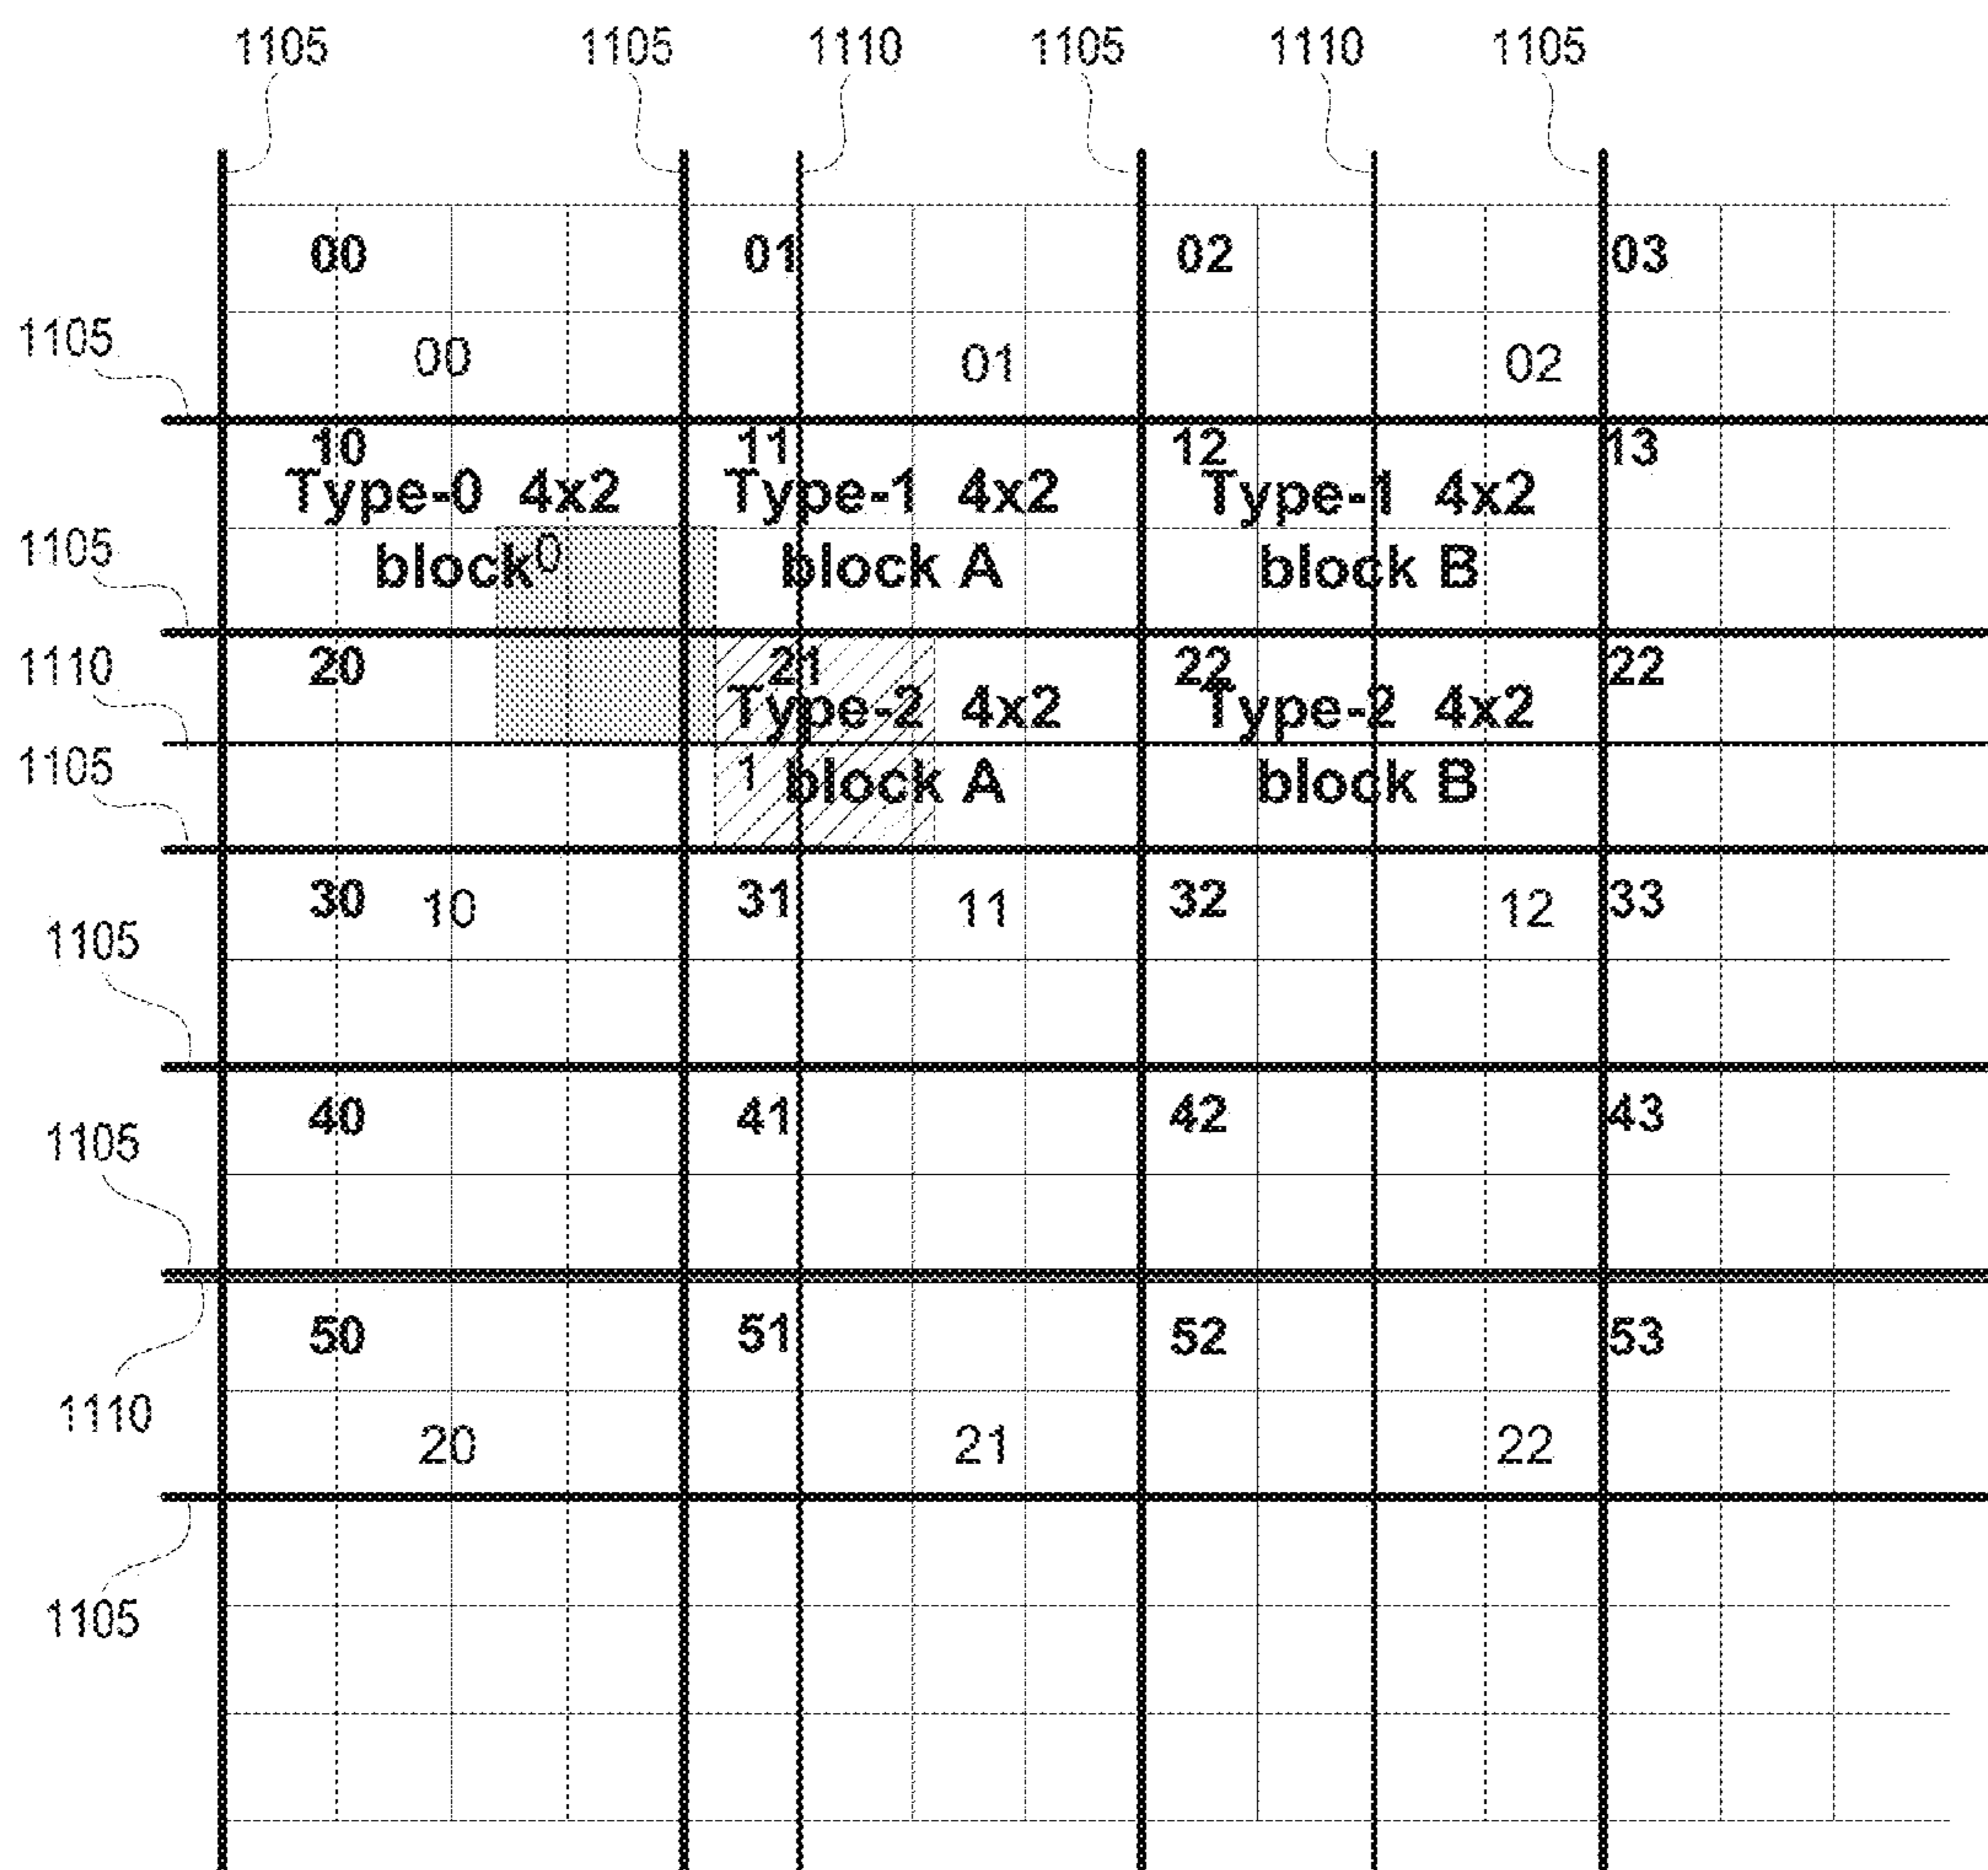 1105 1105 1110 1105 1110 1105
00 01 02 03
1105 00 01 02
10 11 12 13
Type-0 4x2 Type-1 4x2 Type-1 4x2
1105 block 0 block A block B
1110 20 21 22 22
Type-2 4x2 Type-2 4x2
1105 1 block A block B
30 10 31 11 32 12 33
1105
40 41 42 43
1105
50 51 52 53
1110
20 21 22
1105